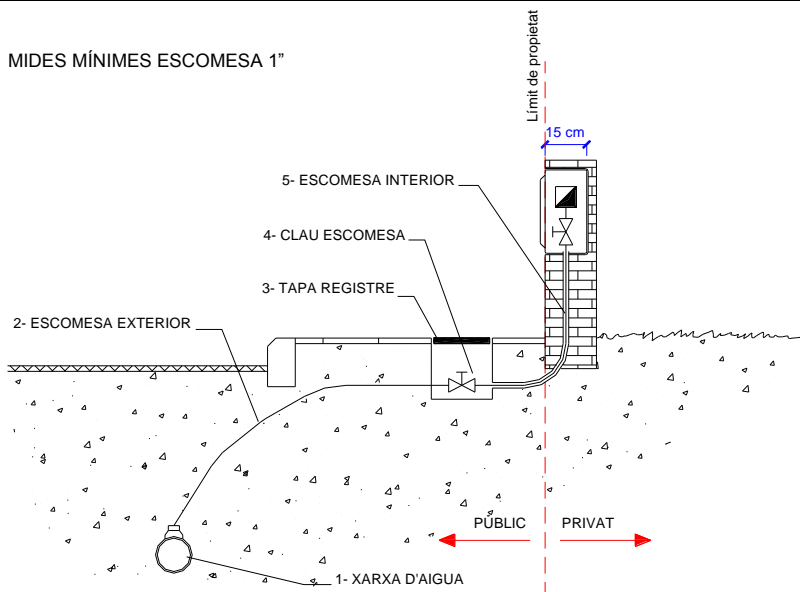 MIDES MÍNIMES ESCOMESA 1”
Límit de propietat
15 cm
5- ESCOMESA INTERIOR
4- CLAU ESCOMESA
3- TAPA REGISTRE
2- ESCOMESA EXTERIOR
PÚBLIC
PRIVAT
1- XARXA D'AIGUA